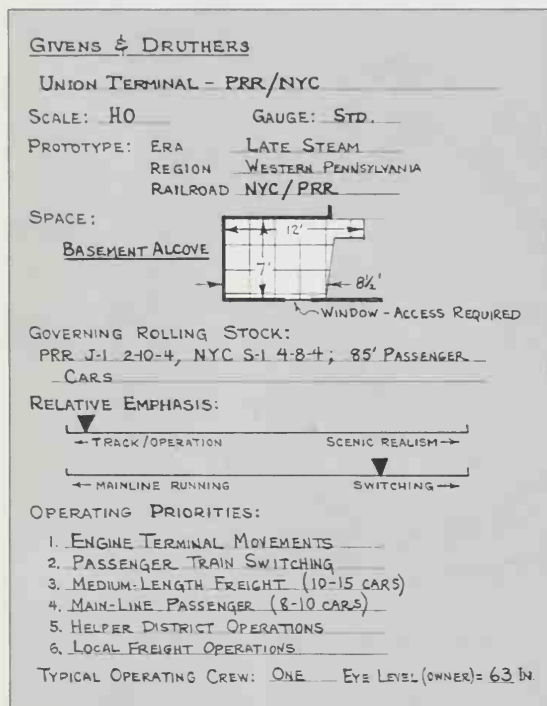 GIVENS & DRUTHERS
UNION TERMINAL - PRR/NYC
SCALE: HO GAUGE: STD.
PROTOTYPE: ERA LATE STEAM
REGION WESTERN PENNSYLVANIA
RAILROAD NYC/PRR
SPACE:
BASEMENT ALCOVE
12'
7'
8½'
WINDOW - ACCESS REQUIRED
GOVERNING ROLLING STOCK:
PRR J-1 2-10-4, NYC S-1 4-8-4; 85' PASSENGER
CARS
RELATIVE EMPHASIS:
←TRACK/OPERATION SCENIC REALISM→
←MAINLINE RUNNING SWITCHING→
OPERATING PRIORITIES:
1. ENGINE TERMINAL MOVEMENTS
2. PASSENGER TRAIN SWITCHING
3. MEDIUM-LENGTH FREIGHT (10-15 CARS)
4. MAIN-LINE PASSENGER (8-10 CARS)
5. HELPER DISTRICT OPERATIONS
6. LOCAL FREIGHT OPERATIONS
TYPICAL OPERATING CREW: ONE EYE LEVEL (OWNER) = 63 IN.